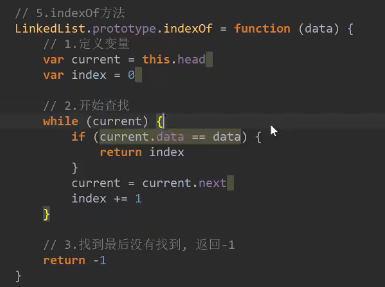 // 5.indexOf方法
LinkedList.prototype.indexOf = function (data) {
// 1.定义变量
var current = this.head
var index = 0
// 2.开始查找
while (current) {
if (current.data == data) {
return index
}
current = current.next
index += 1
}
// 3.找到最后没有找到, 返回-1
return -1
}